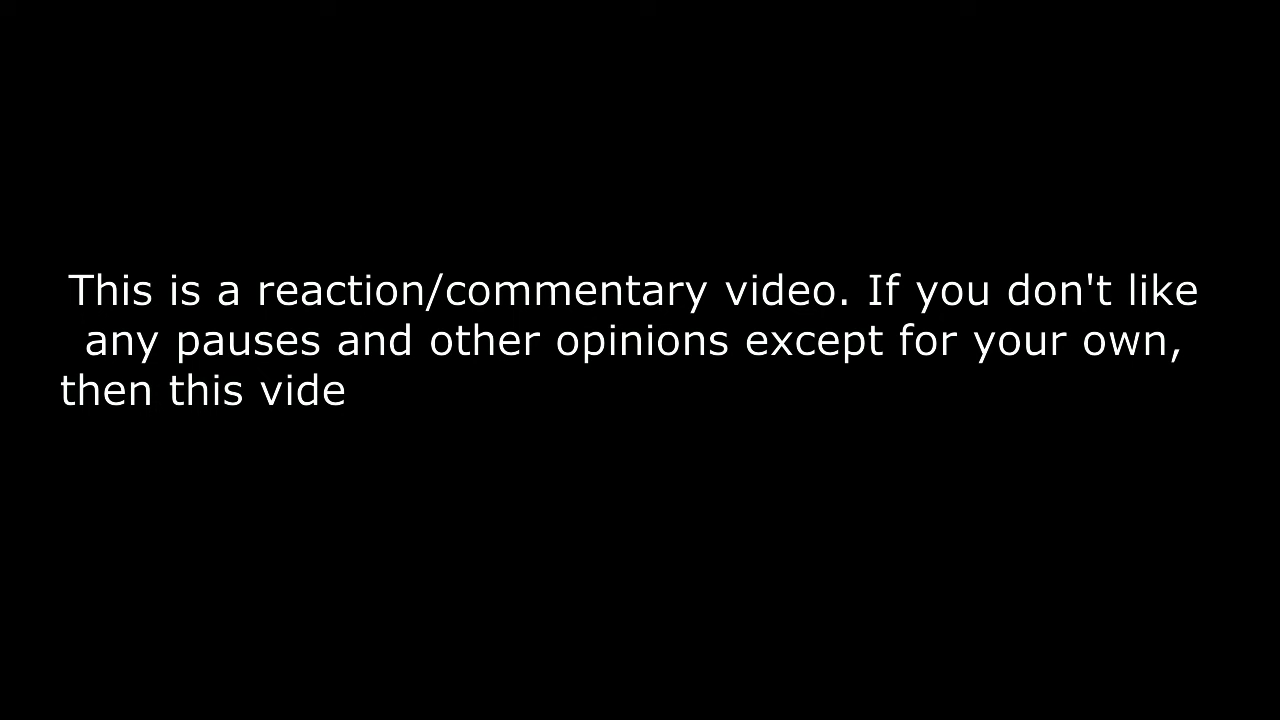 This is a reaction/commentary video. If you don't like
any pauses and other opinions except for your own,
then this vide